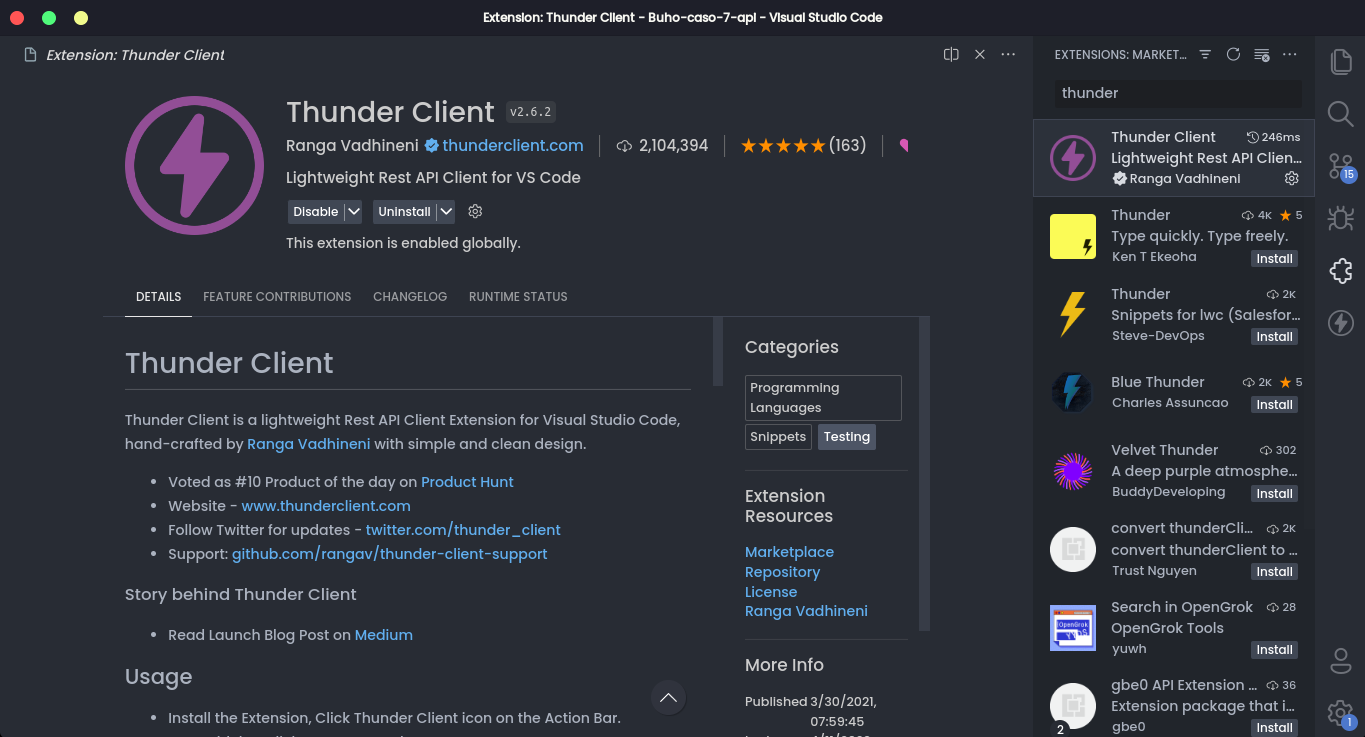 Extension: Thunder Client - Buho-caso-7-api - Visual Studio Code
Extension: Thunder Client
Thunder Client v2.6.2
Ranga Vadhineni thunderclient.com 2,104,394 (163)
Lightweight Rest API Client for VS Code
Disable Uninstall
This extension is enabled globally.
DETAILS FEATURE CONTRIBUTIONS CHANGELOG RUNTIME STATUS
Thunder Client
Thunder Client is a lightweight Rest API Client Extension for Visual Studio Code,
hand-crafted by Ranga Vadhineni with simple and clean design.
• Voted as #10 Product of the day on Product Hunt
• Website - www.thunderclient.com
• Follow Twitter for updates - twitter.com/thunder_client
• Support: github.com/rangav/thunder-client-support
Story behind Thunder Client
• Read Launch Blog Post on Medium
Usage
• Install the Extension, Click Thunder Client icon on the Action Bar.
Categories
Programming
Languages
Snippets Testing
Extension
Resources
Marketplace
Repository
License
Ranga Vadhineni
More Info
Published 3/30/2021,
07:59:45
EXTENSIONS: MARKET...
thunder
Thunder Client 246ms
Lightweight Rest API Clien...
Ranga Vadhineni
Thunder 4K 5
Type quickly. Type freely.
Ken T Ekeoha Install
Thunder 2K
Snippets for lwc (Salesfor...
Steve-DevOps Install
Blue Thunder 2K 5
Charles Assuncao Install
Velvet Thunder 302
A deep purple atmosphe...
BuddyDeveloping Install
convert thunderCli... 2K
convert thunderClient to ...
Trust Nguyen Install
Search in OpenGrok 28
OpenGrok Tools
yuwh Install
OpenGrok
gbe0 API Extension ... 36
Extension package that i...
gbe0 Install
2
15
1